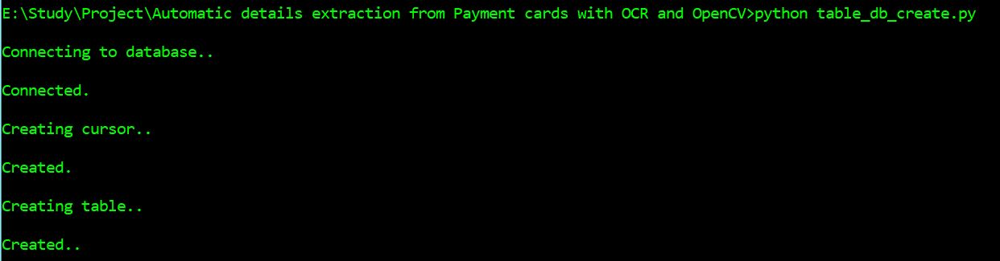 E:\Study\Project\Automatic details extraction from Payment cards with OCR and OpenCV>python table_db_create.py
Connecting to database..
Connected.
Creating cursor..
Created.
Creating table..
Created..